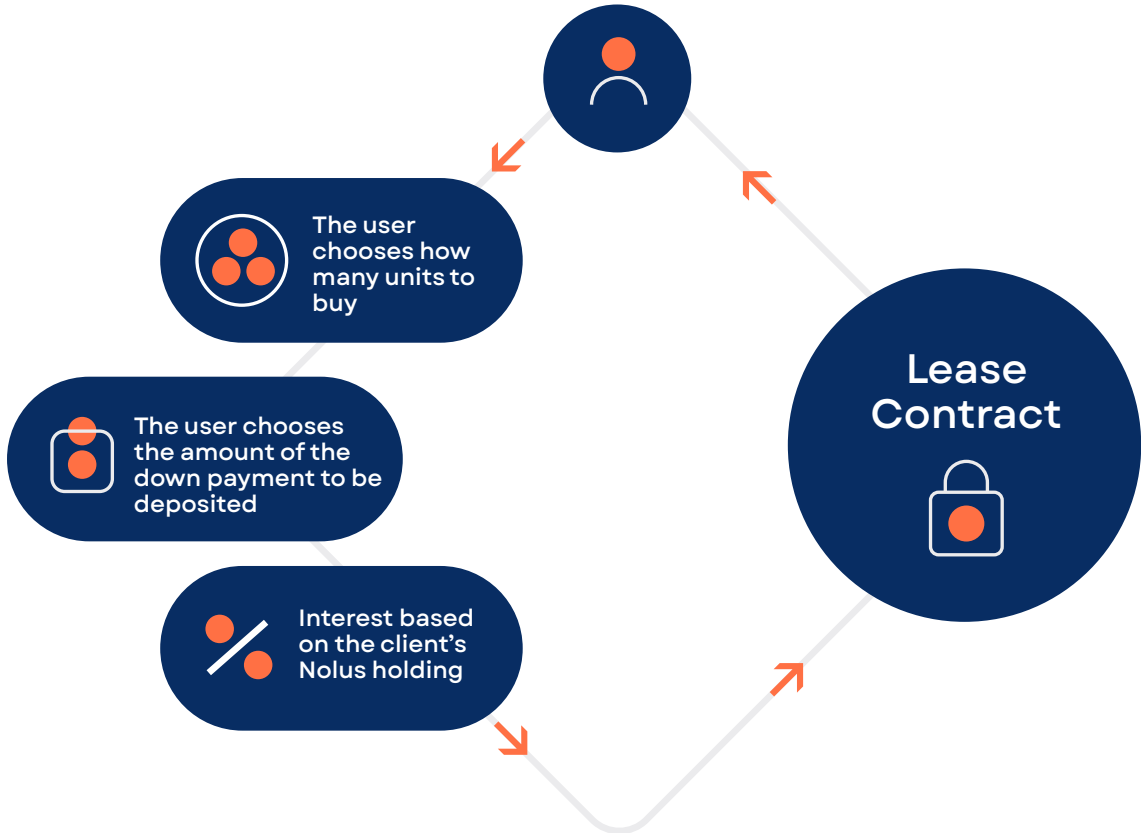 The user
chooses how
many units to
buy
The user chooses
the amount of the
down payment to be
deposited
Interest based
on the client’s
Nolus holding
Lease
Contract